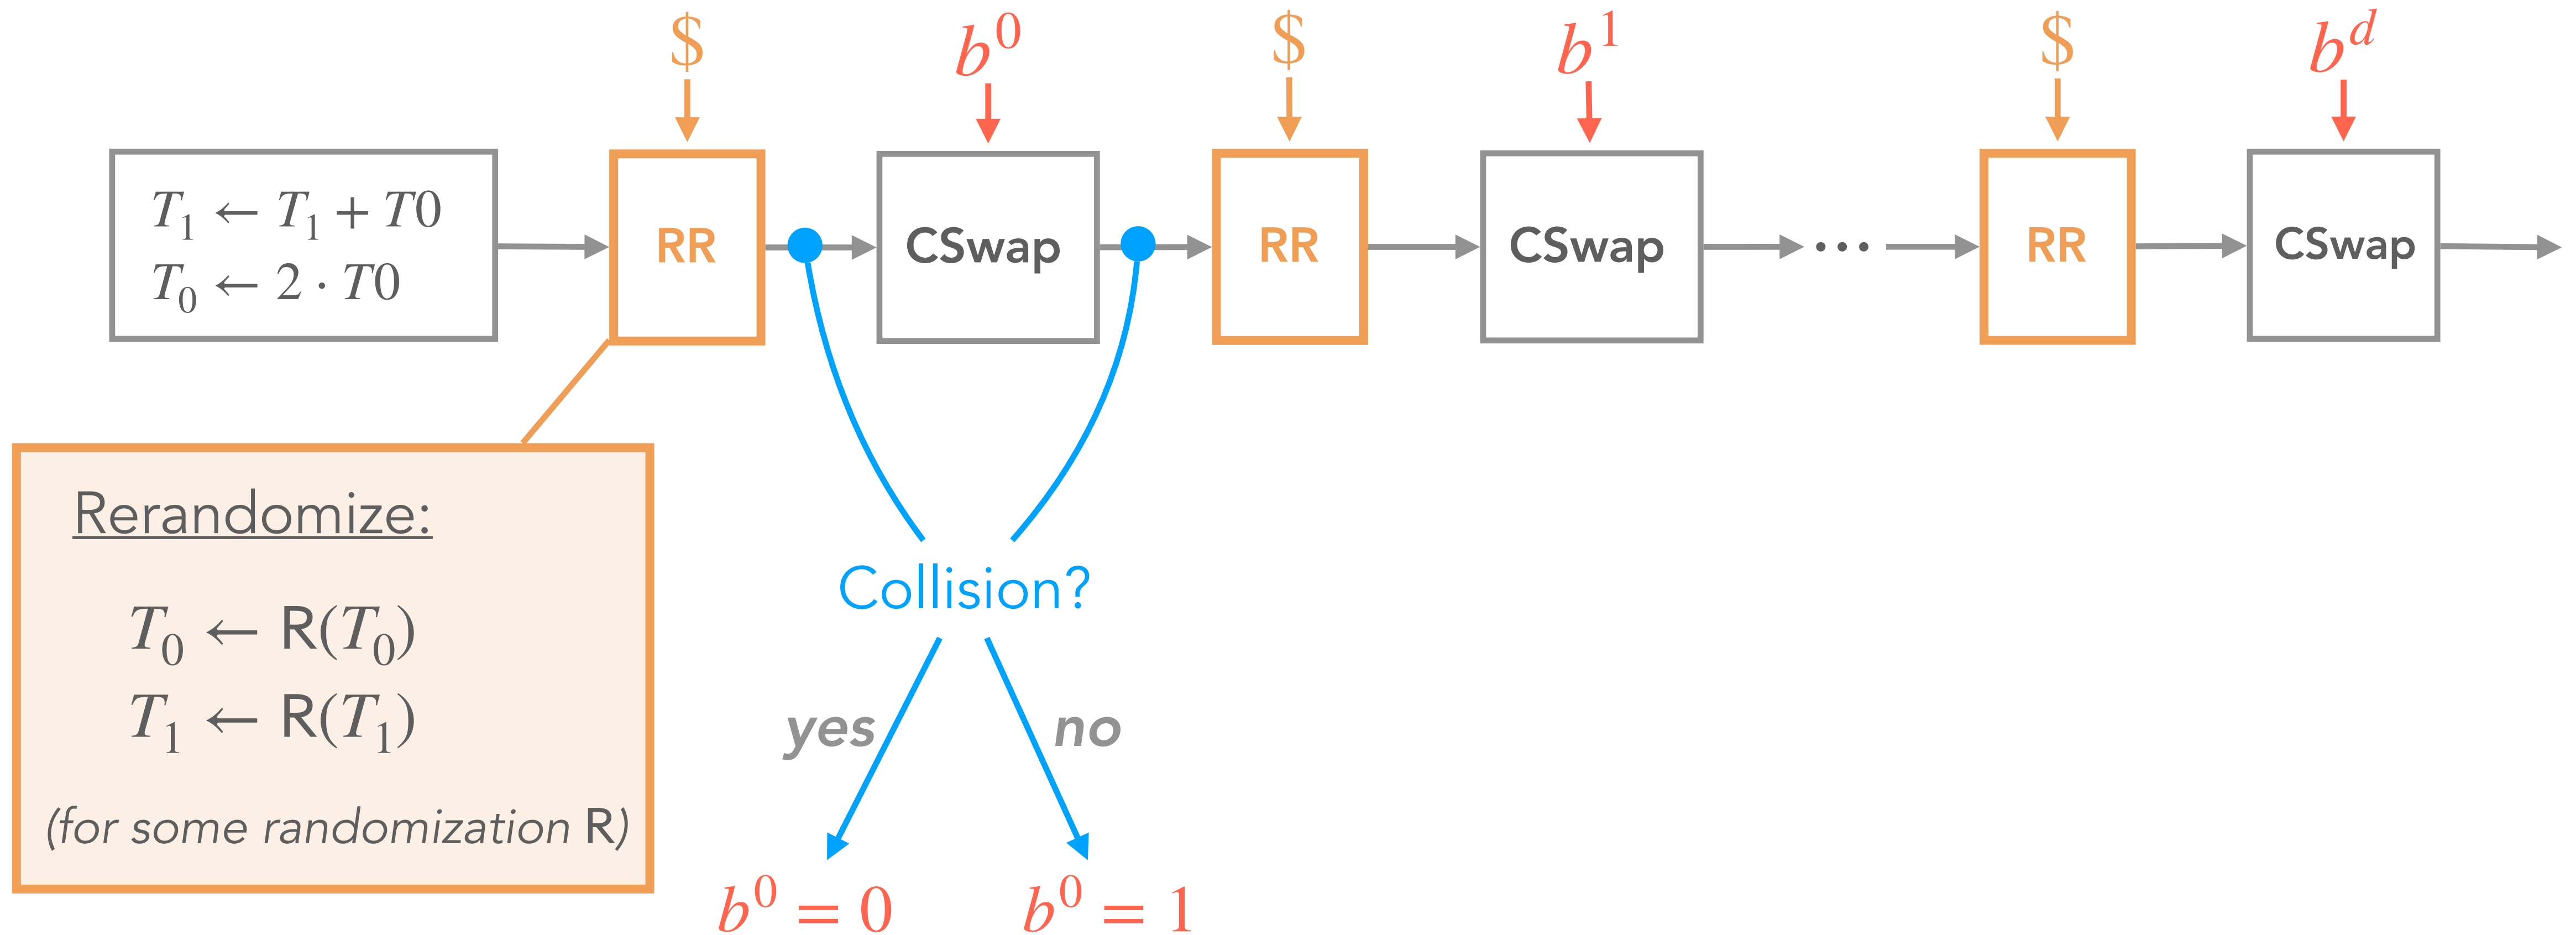 $ b^0 $ b^1 $ b^d
T_1 ← T_1 + T0
T_0 ← 2 · T0
RR CSwap RR CSwap ... RR CSwap
Rerandomize:
T_0 ← R(T_0)
T_1 ← R(T_1)
(for some randomization R)
Collision?
yes no
b^0 = 0 b^0 = 1